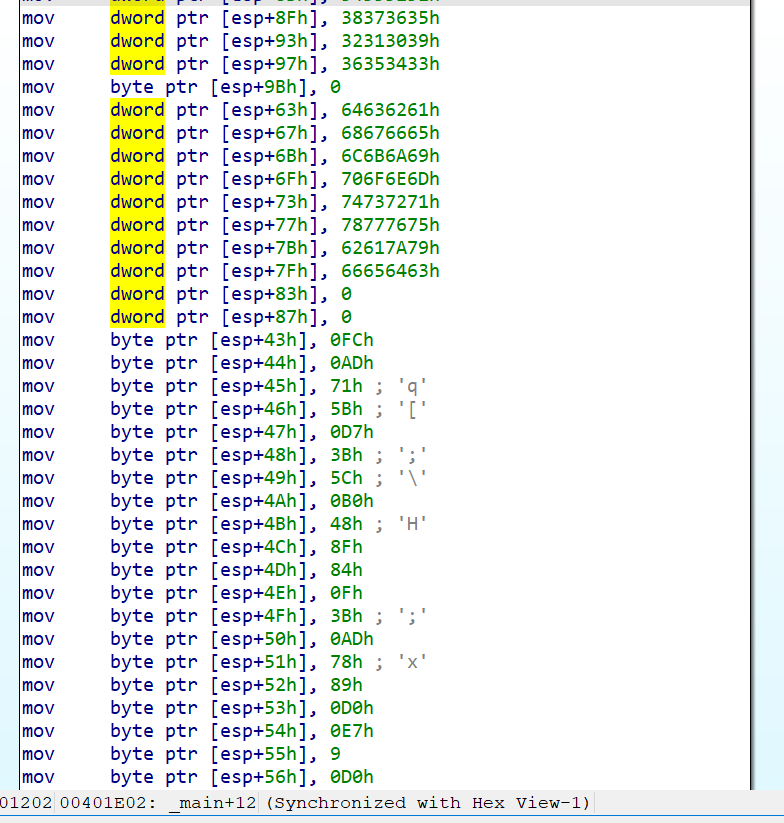 mov dword ptr [esp+8Fh], 38373635h
mov dword ptr [esp+93h], 32313039h
mov dword ptr [esp+97h], 36353433h
mov byte ptr [esp+9Bh], 0
mov dword ptr [esp+63h], 64636261h
mov dword ptr [esp+67h], 68676665h
mov dword ptr [esp+6Bh], 6C6B6A69h
mov dword ptr [esp+6Fh], 706F6E6Dh
mov dword ptr [esp+73h], 74737271h
mov dword ptr [esp+77h], 78777675h
mov dword ptr [esp+7Bh], 62617A79h
mov dword ptr [esp+7Fh], 66656463h
mov dword ptr [esp+83h], 0
mov dword ptr [esp+87h], 0
mov byte ptr [esp+43h], 0FCh
mov byte ptr [esp+44h], 0ADh
mov byte ptr [esp+45h], 71h ; 'q'
mov byte ptr [esp+46h], 5Bh ; '['
mov byte ptr [esp+47h], 0D7h
mov byte ptr [esp+48h], 3Bh ; ';'
mov byte ptr [esp+49h], 5Ch ; '\'
mov byte ptr [esp+4Ah], 0B0h
mov byte ptr [esp+4Bh], 48h ; 'H'
mov byte ptr [esp+4Ch], 8Fh
mov byte ptr [esp+4Dh], 84h
mov byte ptr [esp+4Eh], 0Fh
mov byte ptr [esp+4Fh], 3Bh ; ';'
mov byte ptr [esp+50h], 0ADh
mov byte ptr [esp+51h], 78h ; 'x'
mov byte ptr [esp+52h], 89h
mov byte ptr [esp+53h], 0D0h
mov byte ptr [esp+54h], 0E7h
mov byte ptr [esp+55h], 9
mov byte ptr [esp+56h], 0D0h
01202 00401E02: _main+12 (Synchronized with Hex View-1)